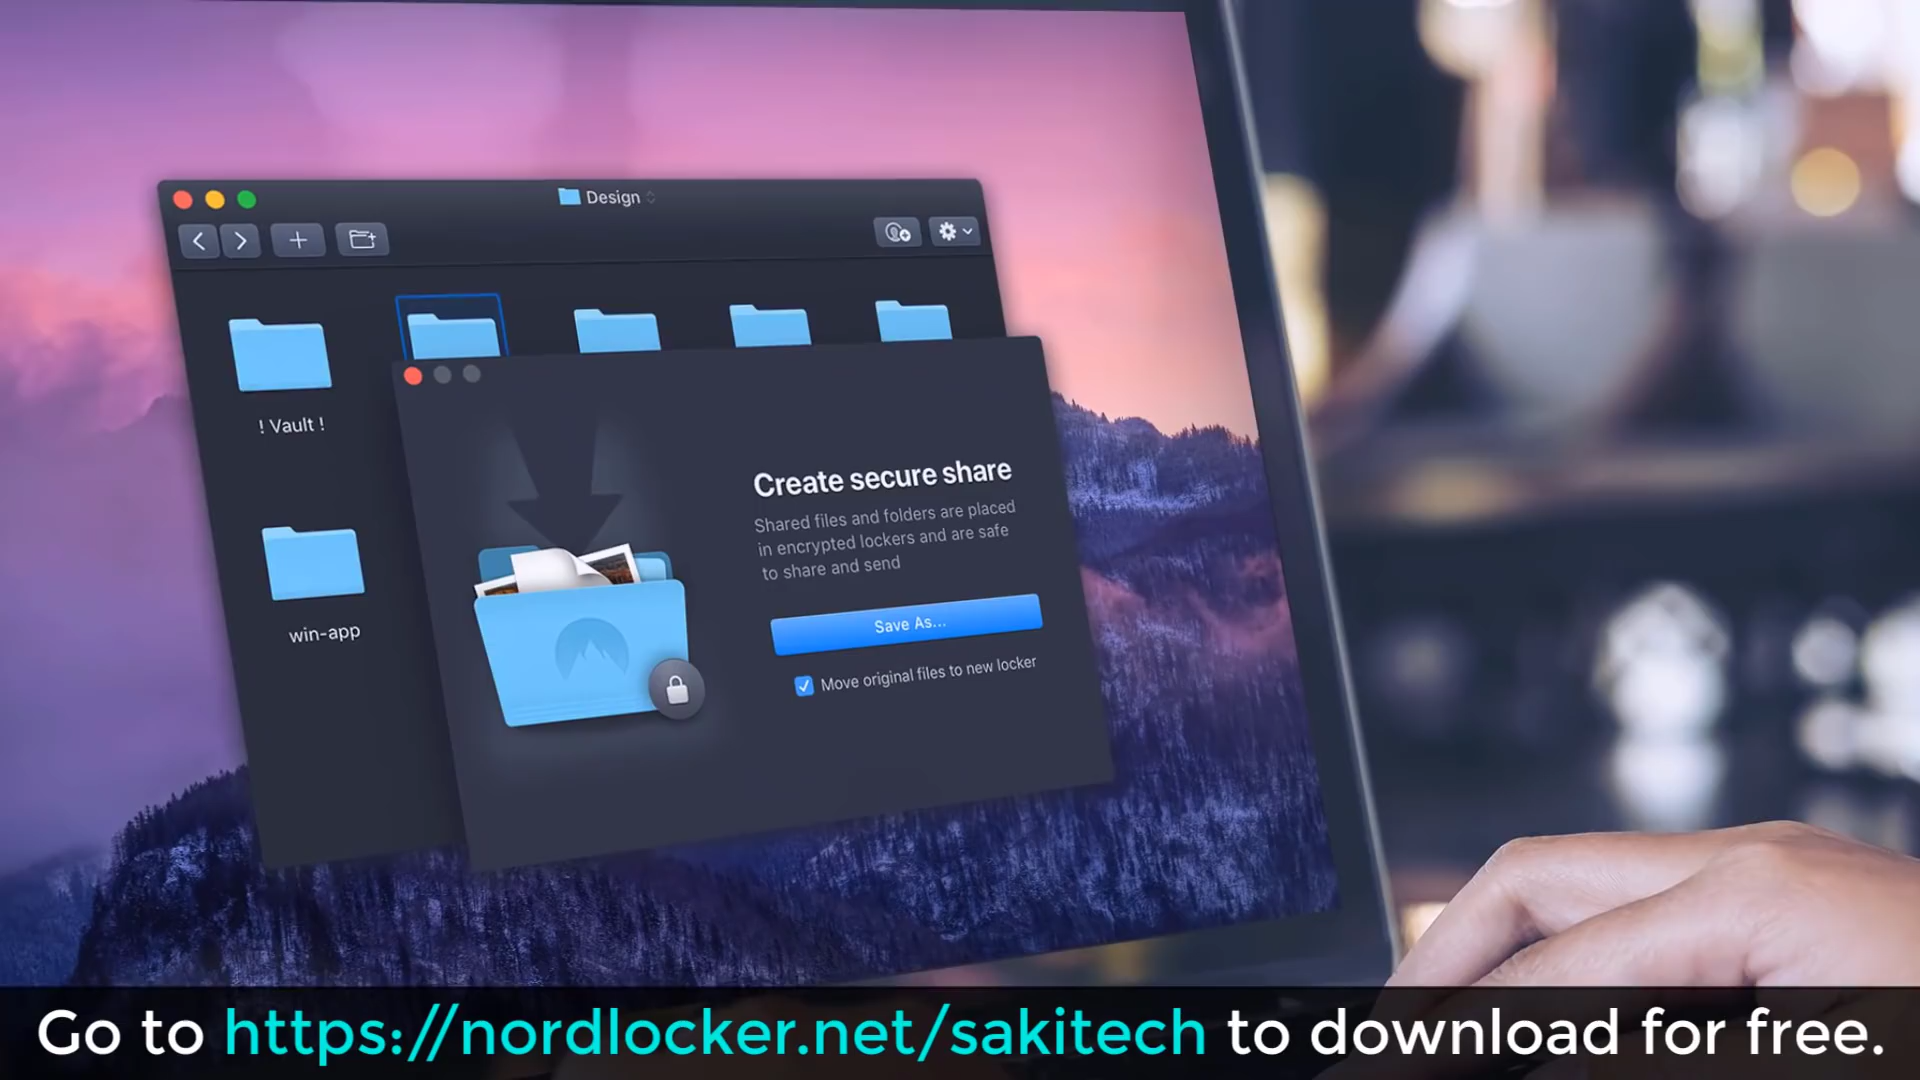 Design
! Vault !
win-app
Create secure share
Shared files and folders are placed
in encrypted lockers and are safe
to share and send
Save As...
Move original files to new locker
Go to https://nordlocker.net/sakitech to download for free.